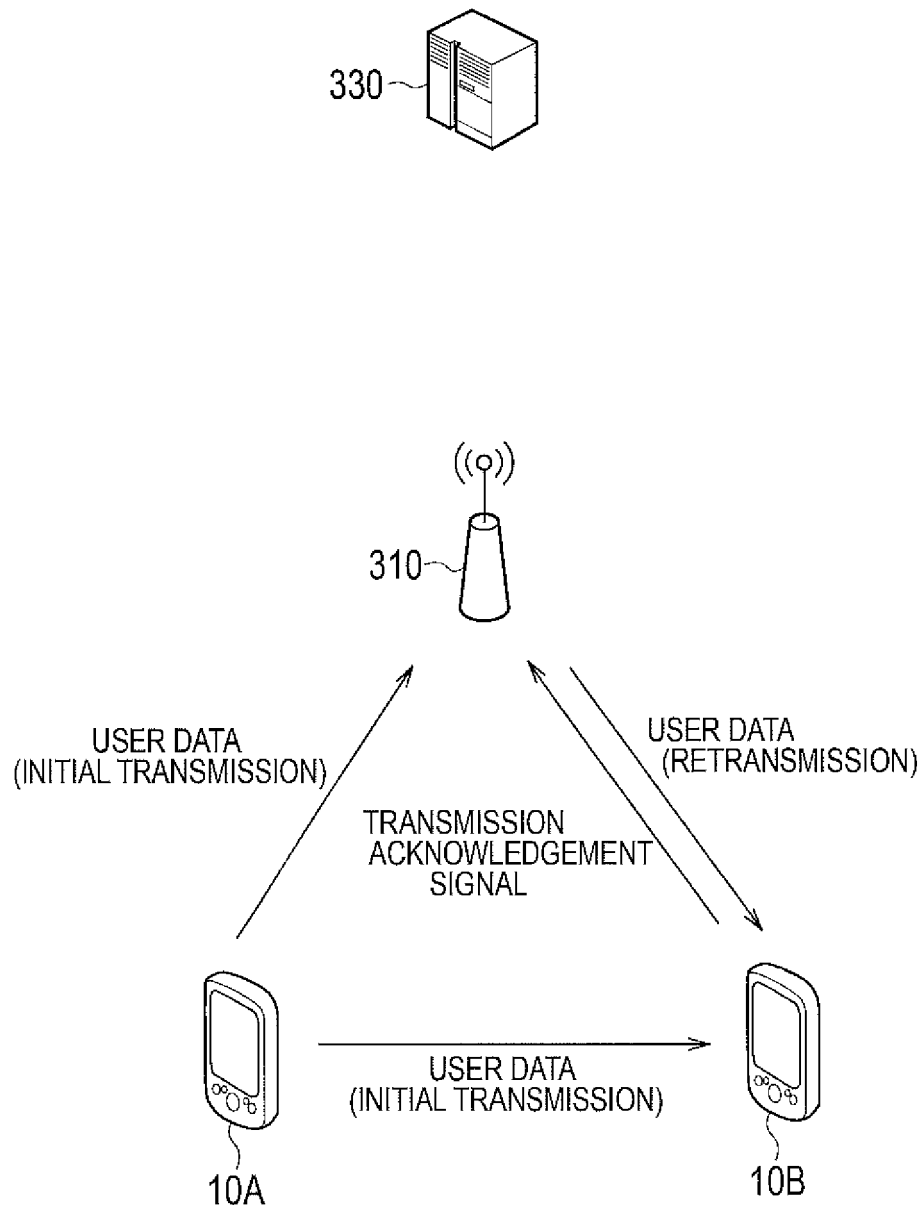 330
310
USER DATA
(INITIAL TRANSMISSION)
USER DATA
(RETRANSMISSION)
TRANSMISSION
ACKNOWLEDGEMENT
SIGNAL
USER DATA
(INITIAL TRANSMISSION)
10A
10B